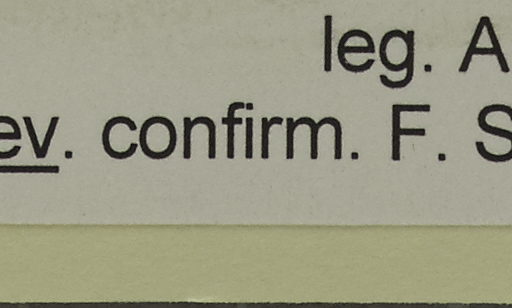 leg. A
ev. confirm. F. S